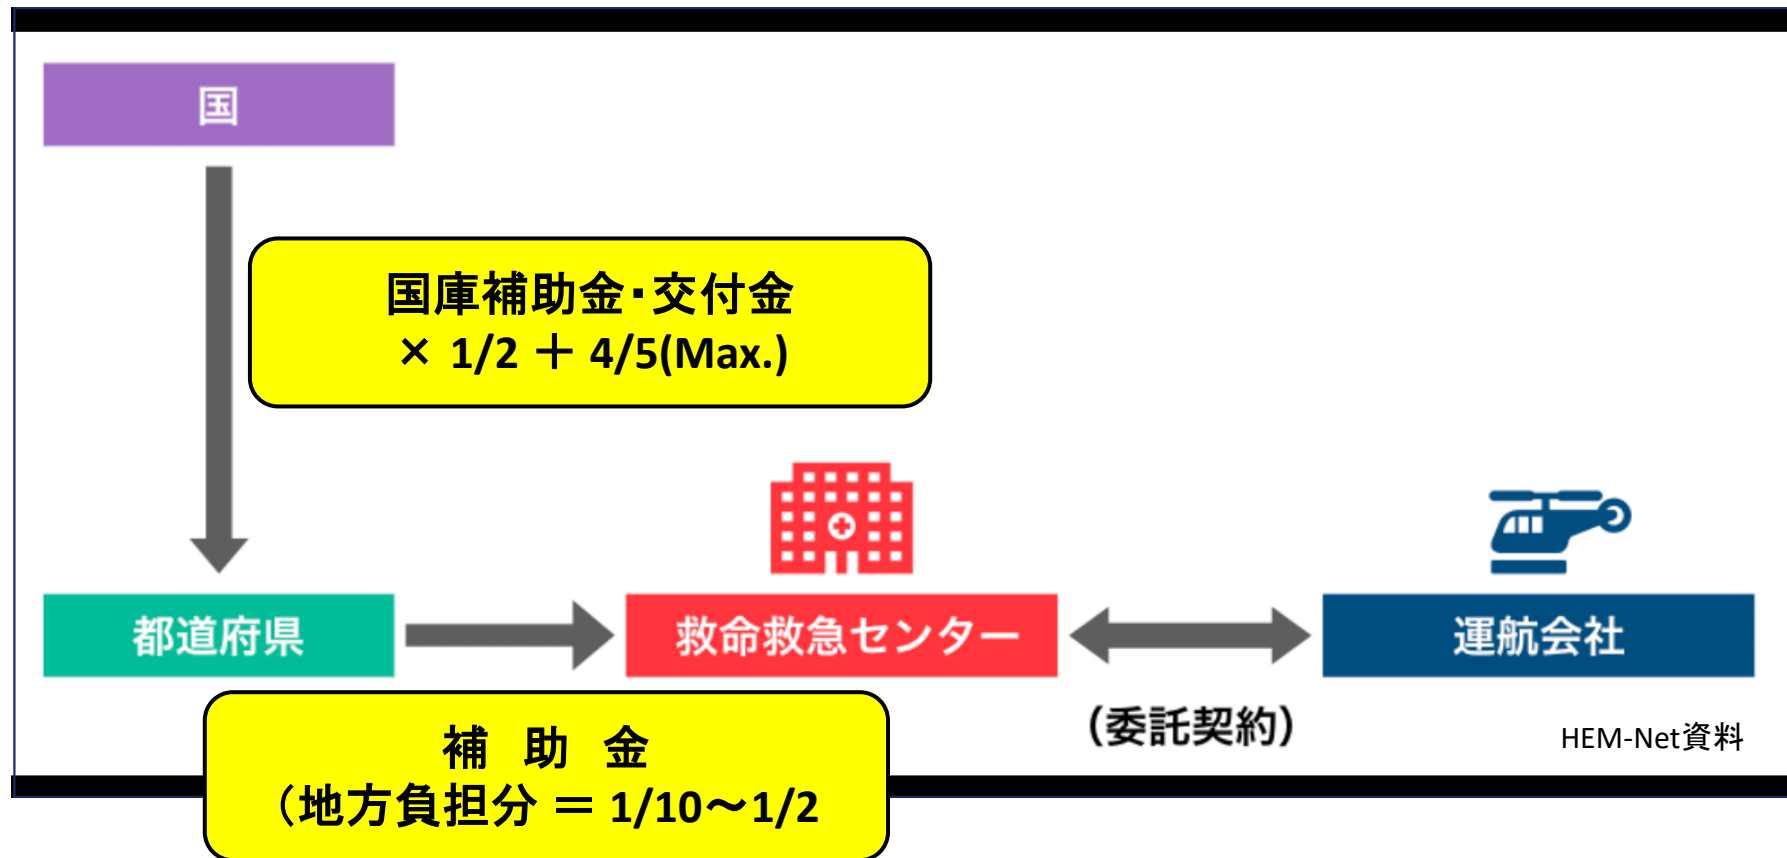 国
国庫補助金・交付金
× 1/2 ＋ 4/5(Max.)
都道府県
救命救急センター
運航会社
(委託契約)
HEM-Net資料
補 助 金
（地方負担分 ＝ 1/10～1/2